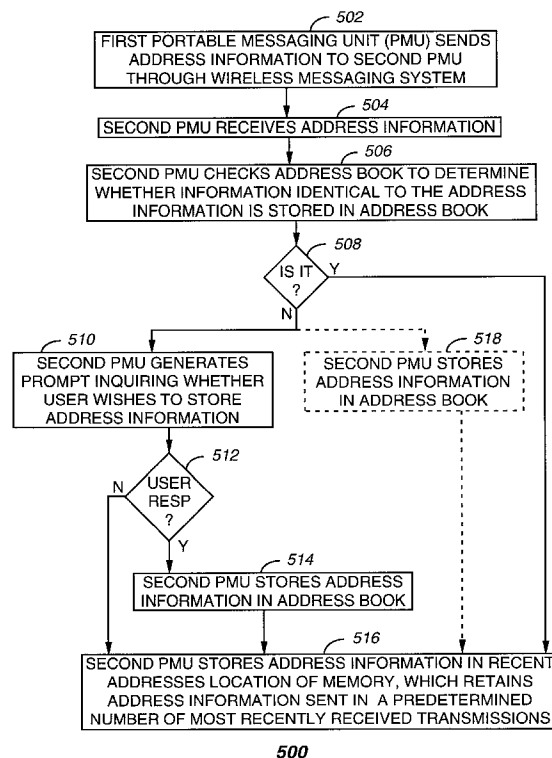 502
FIRST PORTABLE MESSAGING UNIT (PMU) SENDS
ADDRESS INFORMATION TO SECOND PMU
THROUGH WIRELESS MESSAGING SYSTEM
504
SECOND PMU RECEIVES ADDRESS INFORMATION
506
SECOND PMU CHECKS ADDRESS BOOK TO DETERMINE
WHETHER INFORMATION IDENTICAL TO THE ADDRESS
INFORMATION IS STORED IN ADDRESS BOOK
508
IS IT
?
Y
N
510
SECOND PMU GENERATES
PROMPT INQUIRING WHETHER
USER WISHES TO STORE
ADDRESS INFORMATION
518
SECOND PMU STORES
ADDRESS INFORMATION
IN ADDRESS BOOK
512
USER
RESP
?
N
Y
514
SECOND PMU STORES ADDRESS
INFORMATION IN ADDRESS BOOK
516
SECOND PMU STORES ADDRESS INFORMATION IN RECENT
ADDRESSES LOCATION OF MEMORY, WHICH RETAINS
ADDRESS INFORMATION SENT IN A PREDETERMINED
NUMBER OF MOST RECENTLY RECEIVED TRANSMISSIONS
500